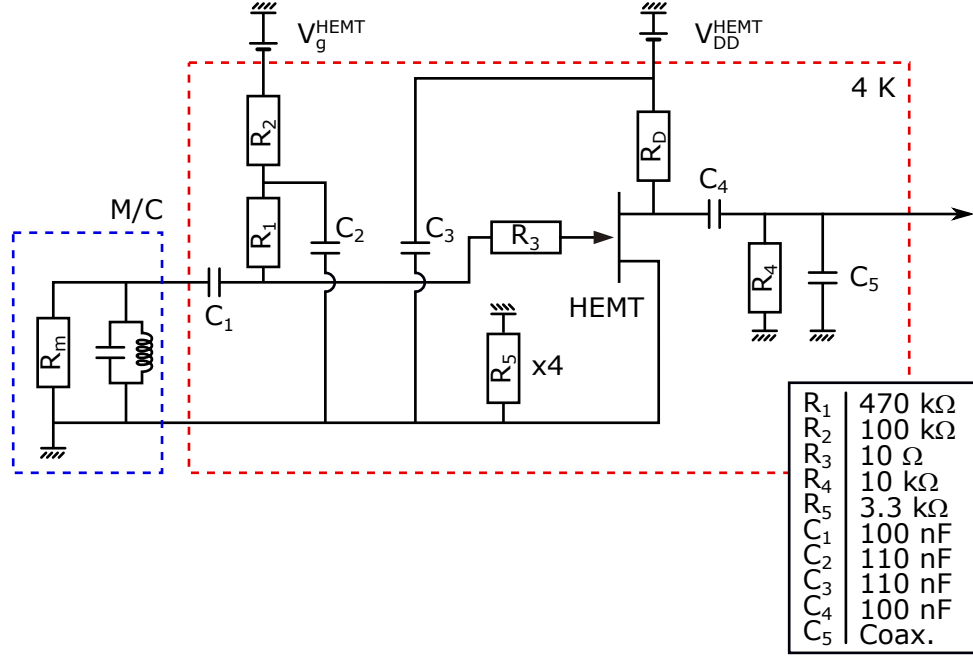 V_g^HEMT
V_DD^HEMT
4 K
R_2
R_D
C_4
M/C
R_1
C_2
C_3
R_3
R_4
C_5
C_1
HEMT
R_m
R_5 x4
R_1 470 kΩ
R_2 100 kΩ
R_3 10 Ω
R_4 10 kΩ
R_5 3.3 kΩ
C_1 100 nF
C_2 110 nF
C_3 110 nF
C_4 100 nF
C_5 Coax.